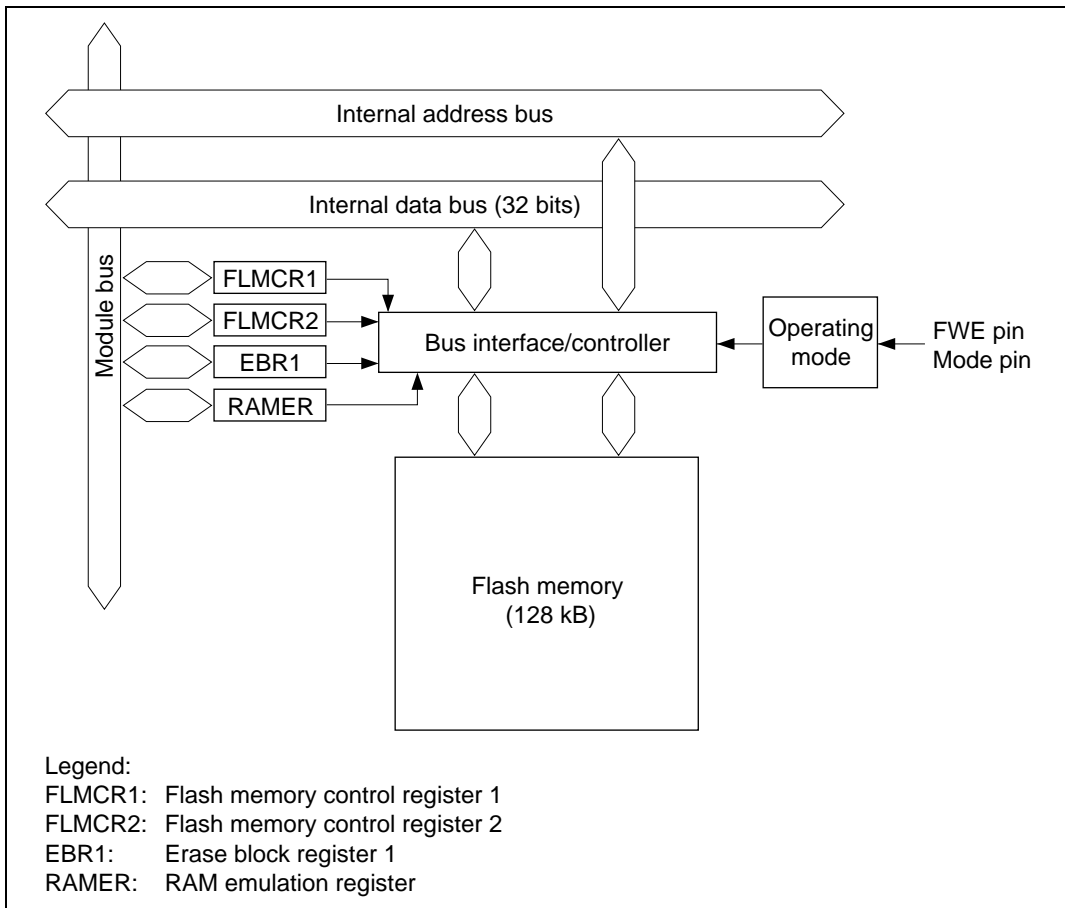 Internal address bus
Internal data bus (32 bits)
Module bus
FLMCR1
FLMCR2
EBR1
RAMER
Bus interface/controller
Operating
mode
FWE pin
Mode pin
Flash memory
(128 kB)
Legend:
FLMCR1: Flash memory control register 1
FLMCR2: Flash memory control register 2
EBR1: Erase block register 1
RAMER: RAM emulation register